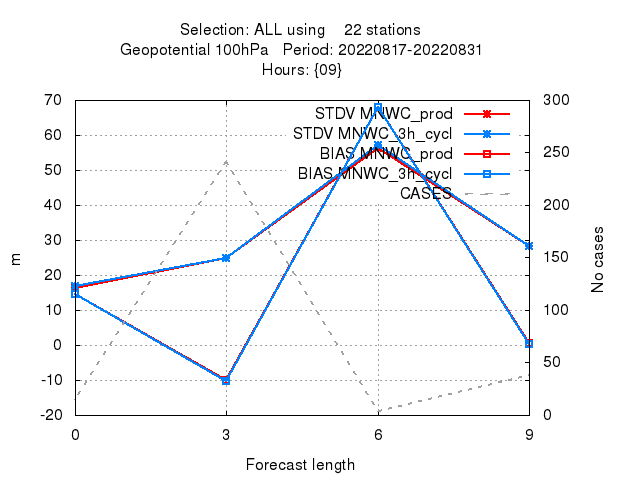 Selection: ALL using 22 stations
Geopotential 100hPa Period: 20220817-20220831
Hours: {09}
70
60
50
40
30
20
10
0
-10
-20
300
250
200
150
100
50
0
STDV MNWC_prod
STDV MNWC_3h_cycl
BIAS MNWC_prod
BIAS MNWC_3h_cycl
CASES
m
No cases
0 3 6 9
Forecast length